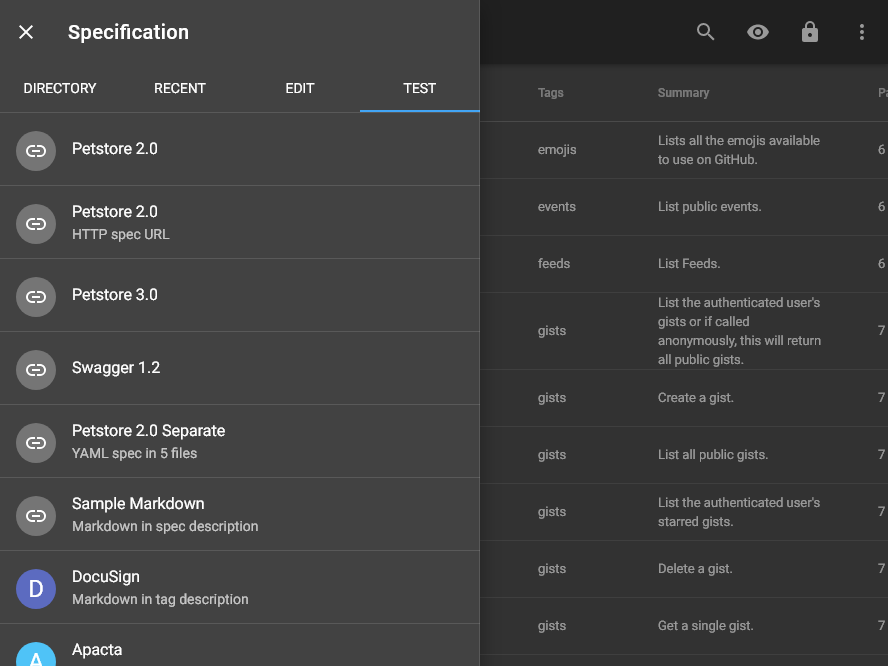 Specification
DIRECTORY RECENT EDIT TEST
Petstore 2.0
Petstore 2.0
HTTP spec URL
Petstore 3.0
Swagger 1.2
Petstore 2.0 Separate
YAML spec in 5 files
Sample Markdown
Markdown in spec description
D
DocuSign
Markdown in tag description
A
Apacta
Tags Summary Pa
emojis
Lists all the emojis available
to use on GitHub.
6
events List public events. 6
feeds List Feeds. 6
gists
List the authenticated user's
gists or if called
anonymously, this will return
all public gists.
7
gists Create a gist. 7
gists List all public gists. 7
gists
List the authenticated user's
starred gists.
7
gists Delete a gist. 7
gists Get a single gist. 7